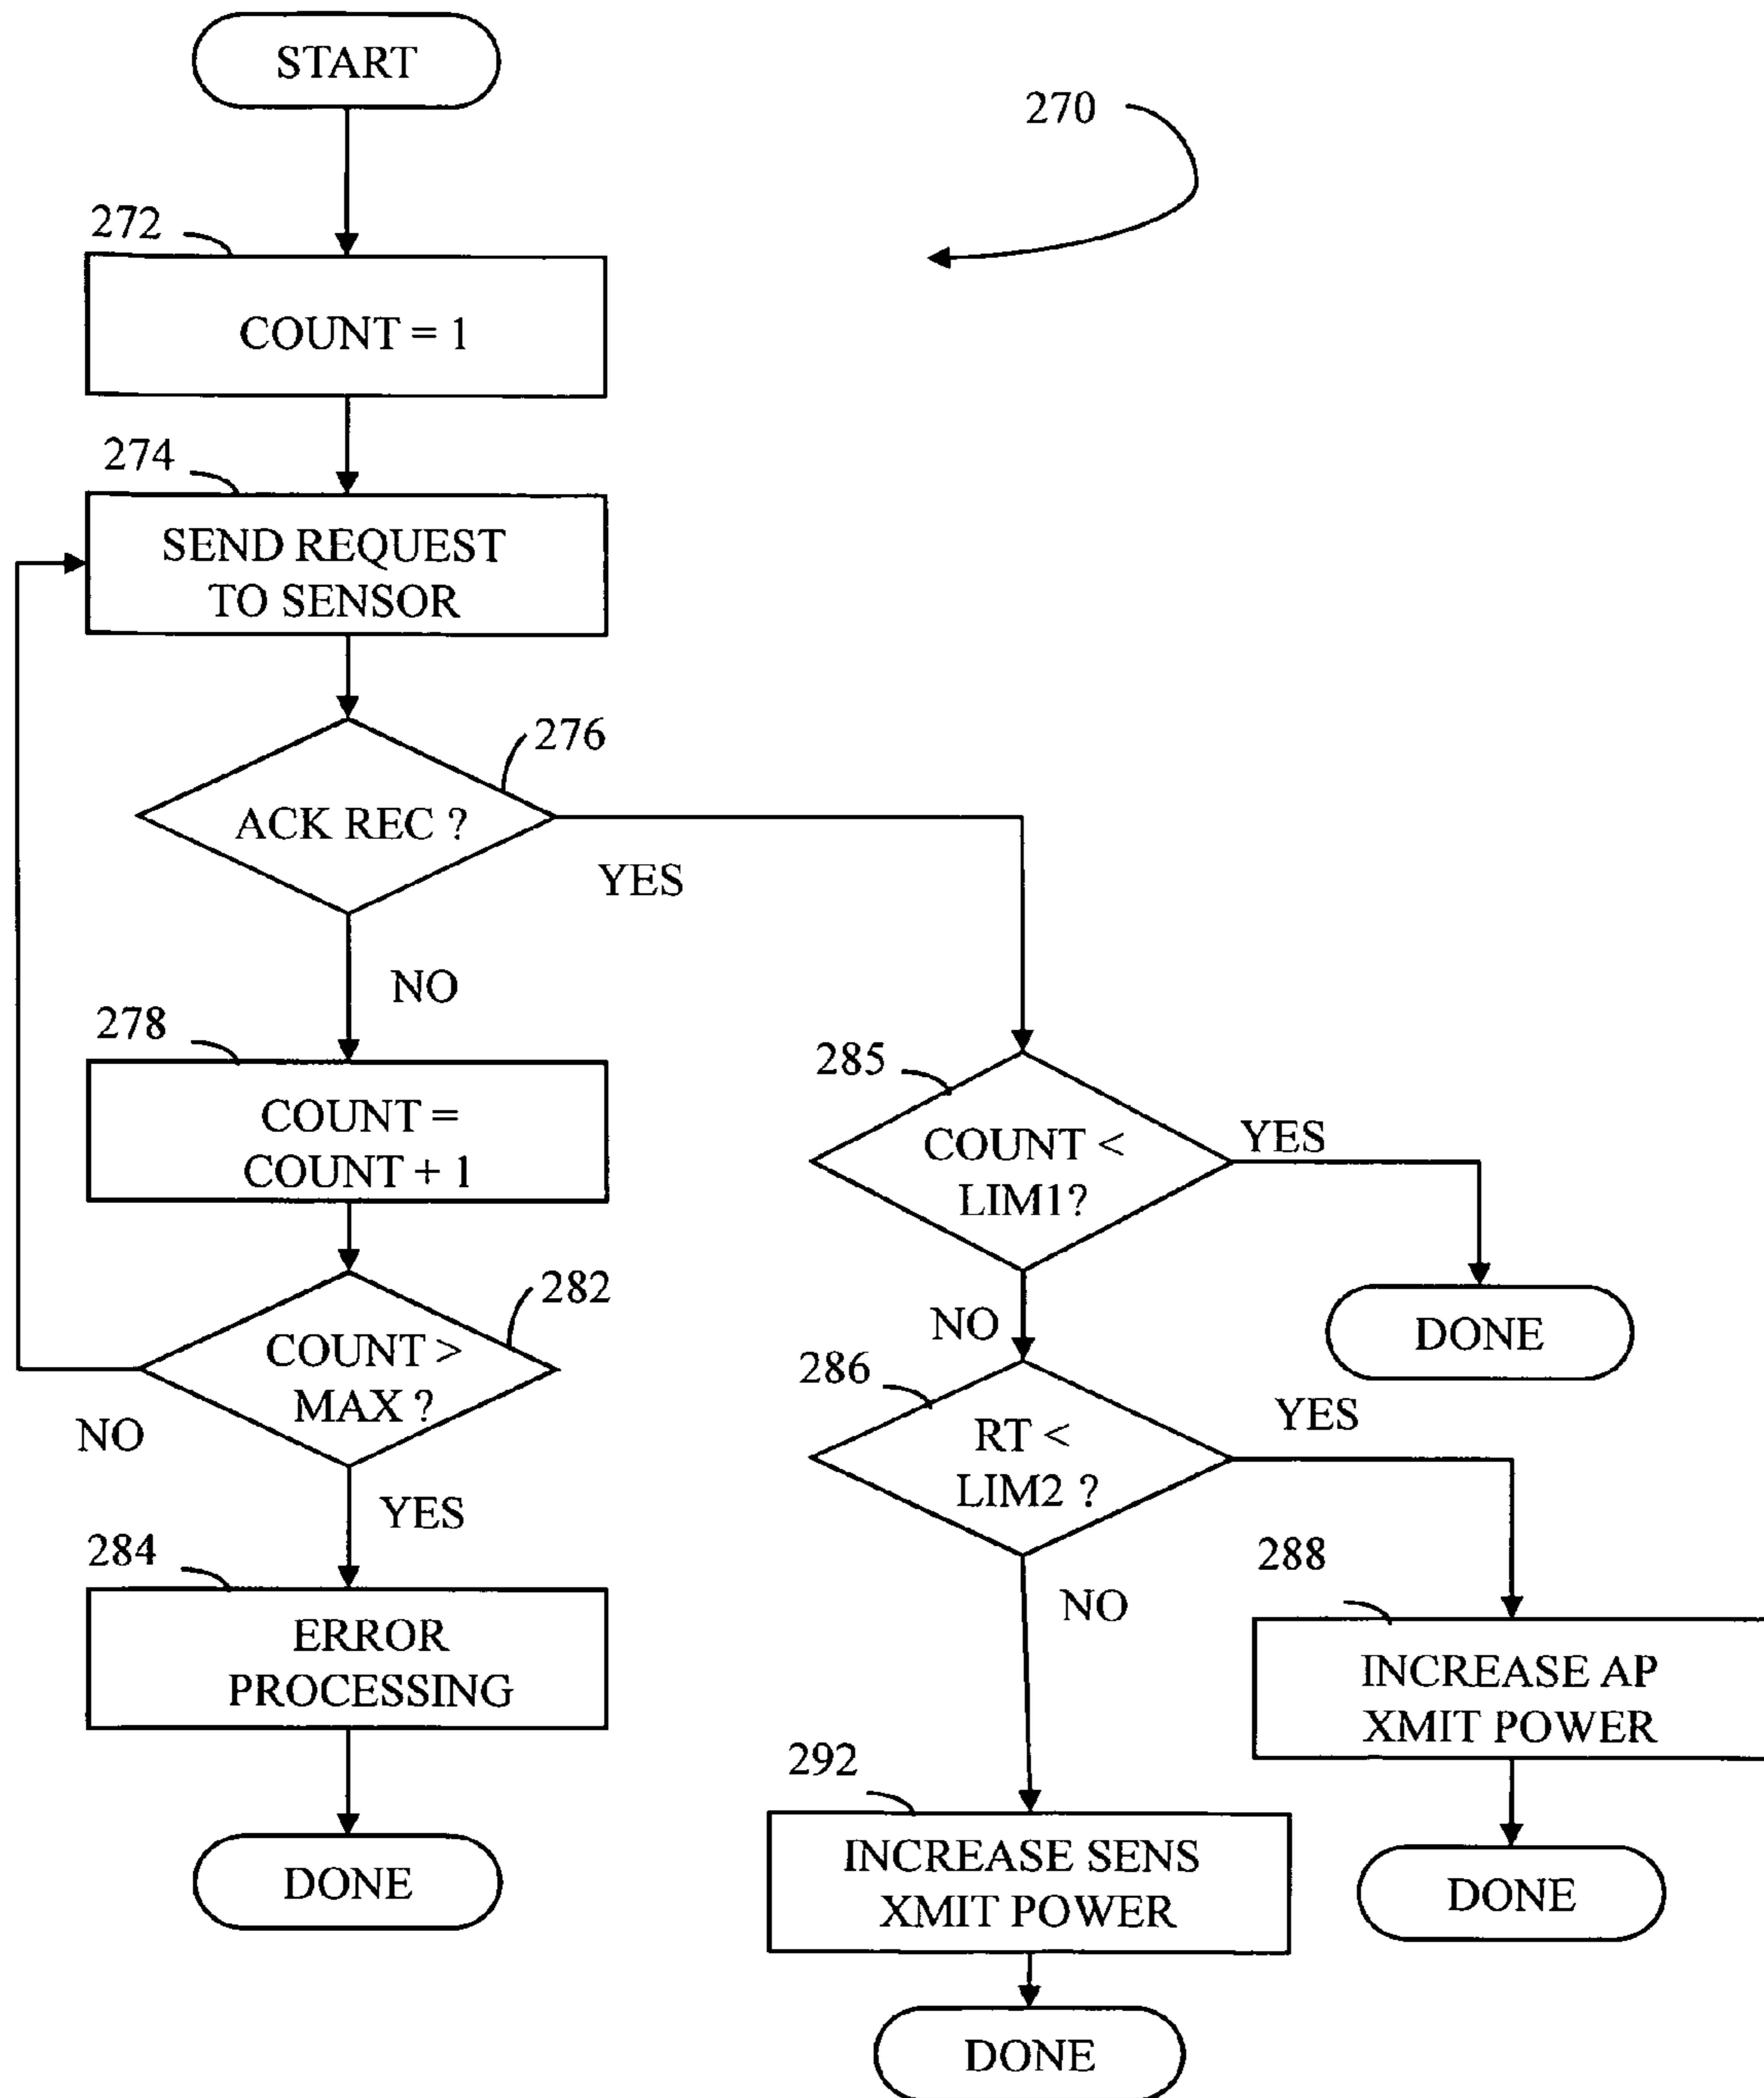 START
270
272
COUNT = 1
274
SEND REQUEST
TO SENSOR
276
ACK REC ?
YES
NO
278
COUNT =
COUNT + 1
285
COUNT <
LIM1?
YES
DONE
NO
282
COUNT >
MAX ?
NO
YES
286
RT <
LIM2 ?
YES
NO
284
ERROR
PROCESSING
DONE
288
INCREASE AP
XMIT POWER
DONE
292
INCREASE SENS
XMIT POWER
DONE